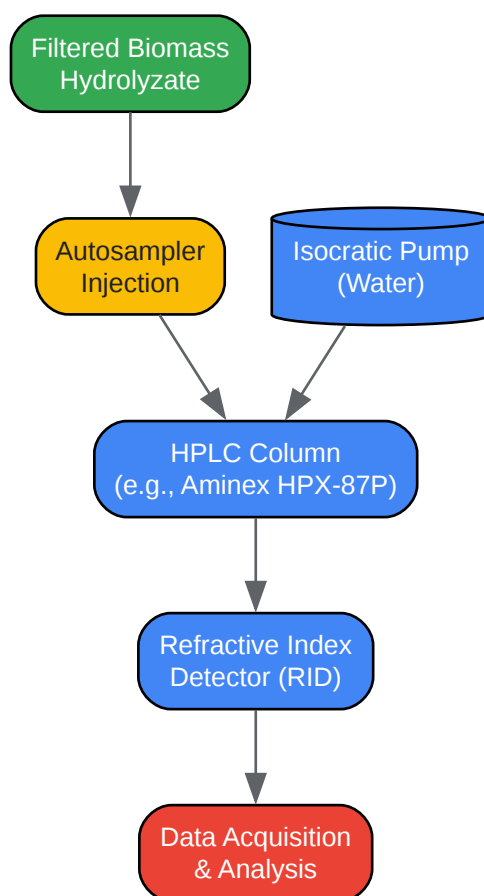 Filtered Biomass
Hydrolyzate
Autosampler
Injection
Isocratic Pump
(Water)
HPLC Column
(e.g., Aminex HPX-87P)
Refractive Index
Detector (RID)
Data Acquisition
& Analysis